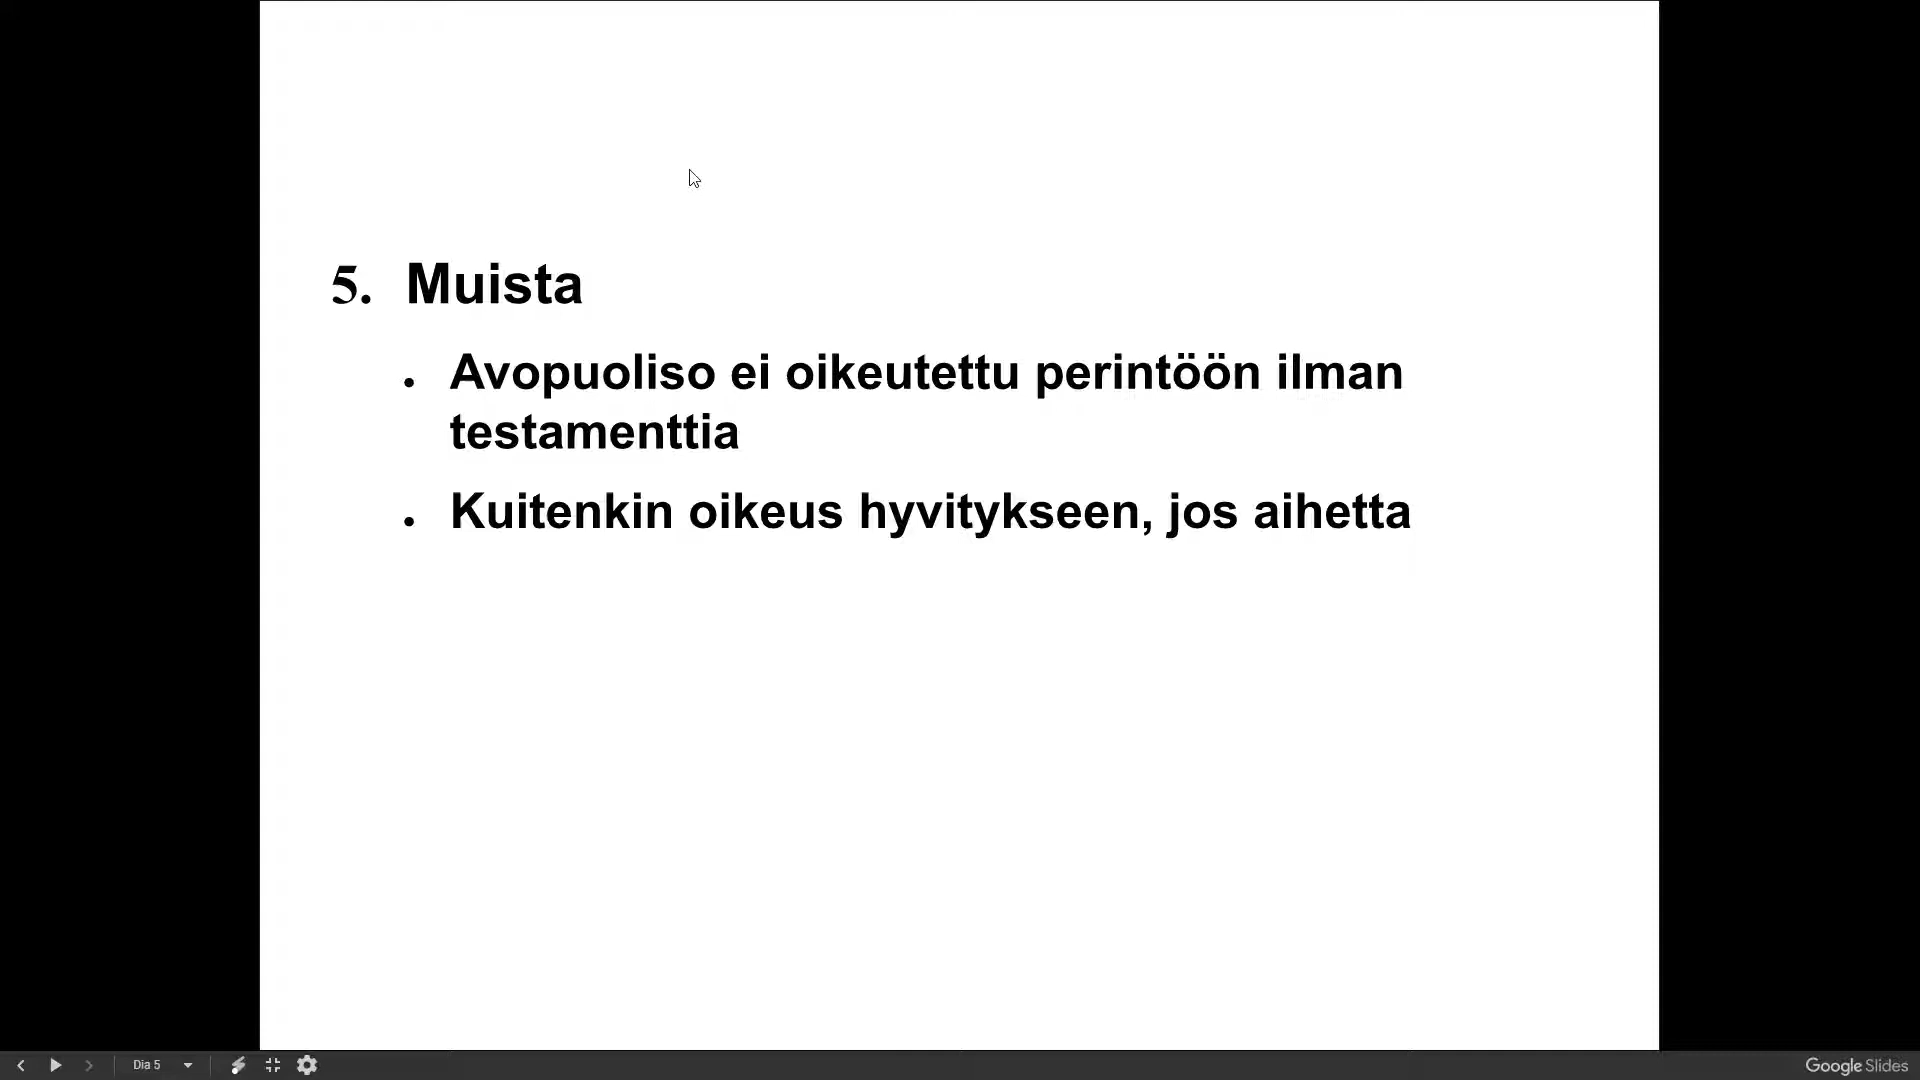 5. Muista
• Avopuoliso ei oikeutettu perintöön ilman
testamenttia
• Kuitenkin oikeus hyvitykseen, jos aihetta
Dia 5
Google Slides